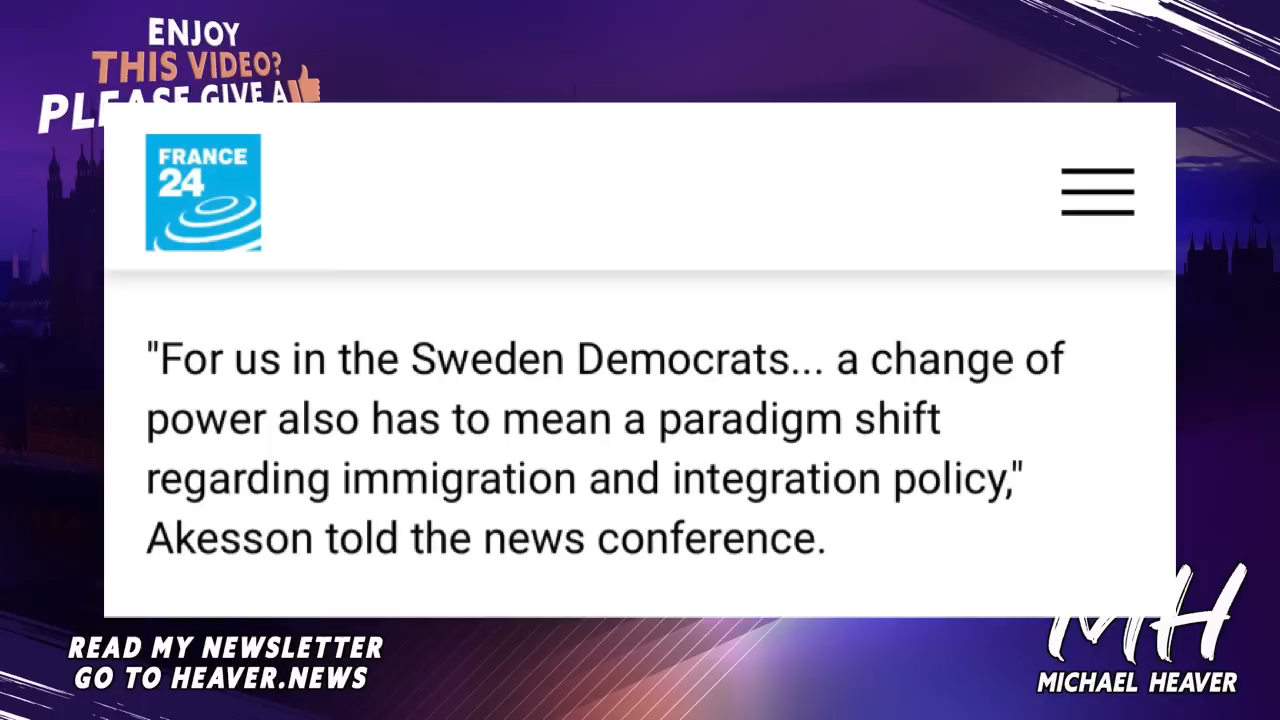 ENJOY
THIS VIDEO?
PLEASE GIVE A
FRANCE
24
"For us in the Sweden Democrats... a change of
power also has to mean a paradigm shift
regarding immigration and integration policy,"
Akesson told the news conference.
READ MY NEWSLETTER
GO TO HEAVER.NEWS
MH
MICHAEL HEAVER